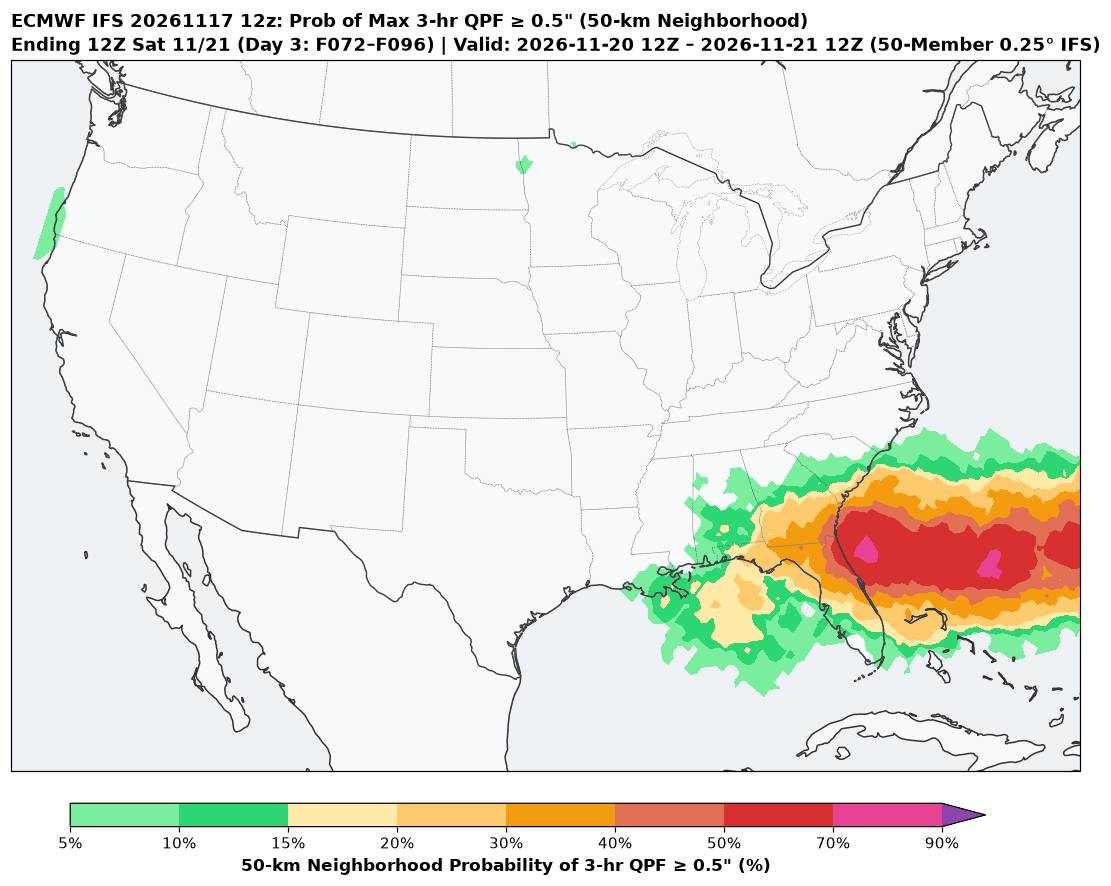 ECMWF IFS 20261117 12z: Prob of Max 3-hr QPF ≥ 0.5" (50-km Neighborhood)
Ending 12Z Sat 11/21 (Day 3: F072–F096) | Valid: 2026-11-20 12Z – 2026-11-21 12Z (50-Member 0.25° IFS)
5% 10% 15% 20% 30% 40% 50% 70% 90%
50-km Neighborhood Probability of 3-hr QPF ≥ 0.5" (%)